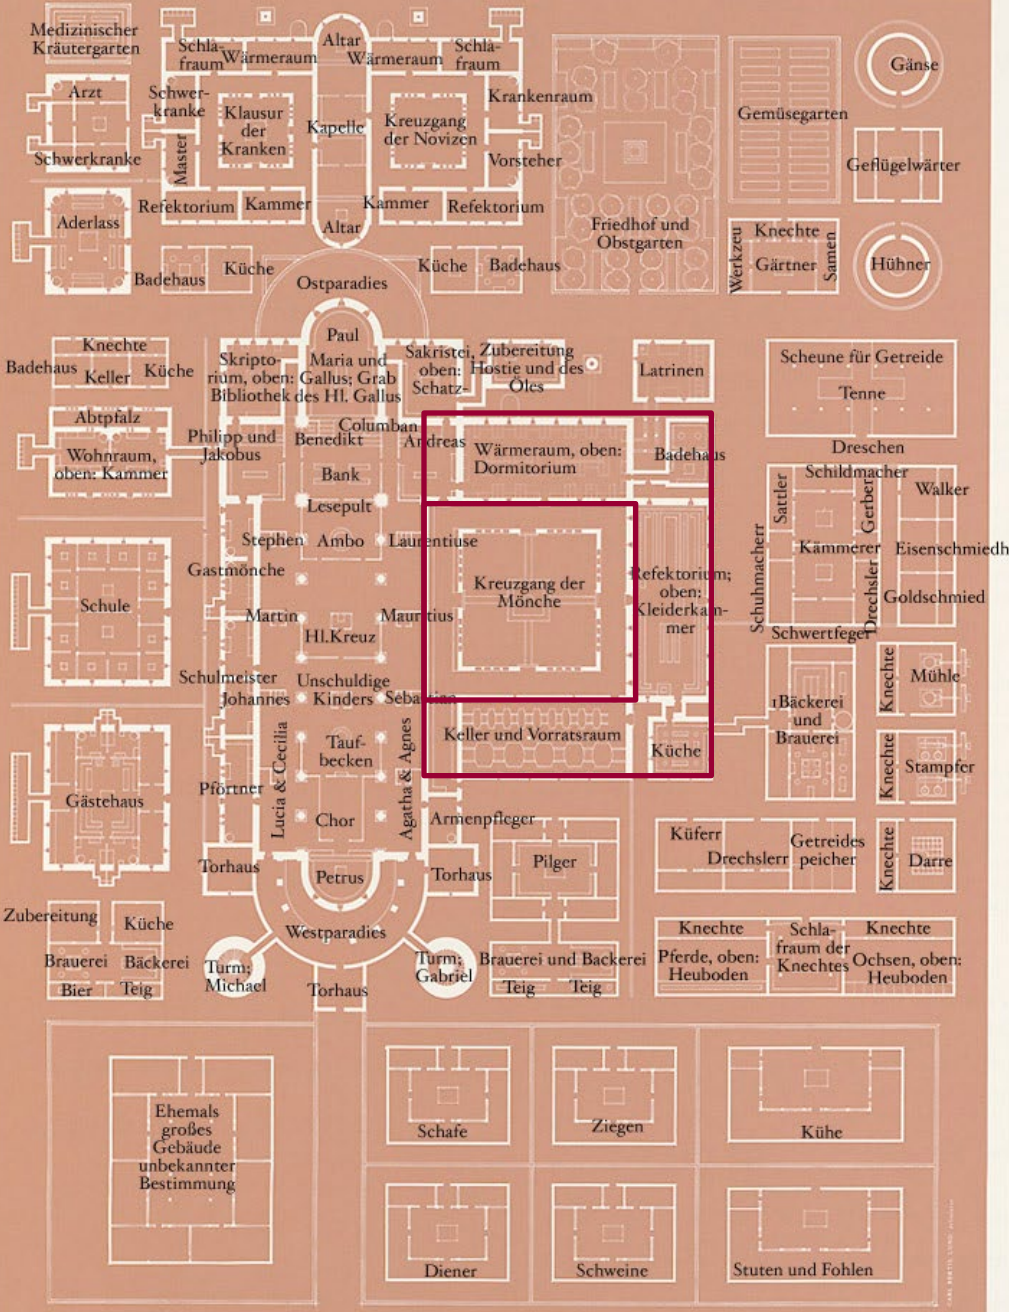 Medizinischer
Kräutergarten
Arzt
Schwerkranke
Aderlass
Schla-
fraum
Wärmeraum
Altar
Wärmeraum
Schla-
fraum
Schwer-
kranke
Klausur
der
Kranken
Kapelle
Kreuzgang
der Novizen
Krankenraum
Master
Vorsteher
Refektorium
Kammer
Kammer
Refektorium
Altar
Badehaus
Küche
Küche
Badehaus
Ostparadies
Friedhof und
Obstgarten
Gemüsegarten
Gänse
Geflügelwärter
Hühner
Werkzeu
Knechte
Gärtner
Samen
Knechte
Badehaus
Keller
Küche
Abtpfalz
Wohnraum,
oben: Kammer
Paul
Skripto-
rium, oben:
Bibliothek
Maria und
Gallus; Grab
des Hl. Gallus
Sakristei,
oben:
Schatz-
Zubereitung
Hostie und des
Öles
Latrinen
Scheune für Getreide
Tenne
Dreschen
Philipp und
Jakobus
Columban
Benedikt
Andreas
Bank
Lesepult
Wärmeraum, oben:
Dormitorium
Badehaus
Stephen
Ambo
Laurentiuse
Gastmönche
Kreuzgang der
Mönche
Refektorium;
oben:
Kleiderkam-
mer
Martin
Mauritius
Hl.Kreuz
Schule
Schulmeister
Unschuldige
Kinders
Johannes
Sebastian
Schildmacher
Sattler
Gerber
Walker
Schuhmacherr
Kämmerer
Drechsler
Eisenschmiedh
Goldschmied
Schwertfeger
Keller und Vorratsraum
Küche
1Bäckerei
und
Brauerei
Knechte
Mühle
Knechte
Stampfer
Knechte
Darre
Gästehaus
Pförtner
Lucia & Cecilia
Tauf-
becken
Agatha & Agnes
Chor
Armenpfleger
Pilger
Torhaus
Petrus
Torhaus
Küferr
Drechslerr
Getreides
peicher
Zubereitung
Küche
Brauerei
Bäckerei
Bier
Teig
Westparadies
Turm;
Michael
Turm;
Gabriel
Torhaus
Brauerei und Backerei
Teig
Teig
Knechte
Pferde, oben:
Heuboden
Schla-
fraum der
Knechtes
Knechte
Ochsen, oben:
Heuboden
Ehemals
großes
Gebäude
unbekannter
Bestimmung
Schafe
Ziegen
Kühe
Diener
Schweine
Stuten und Fohlen